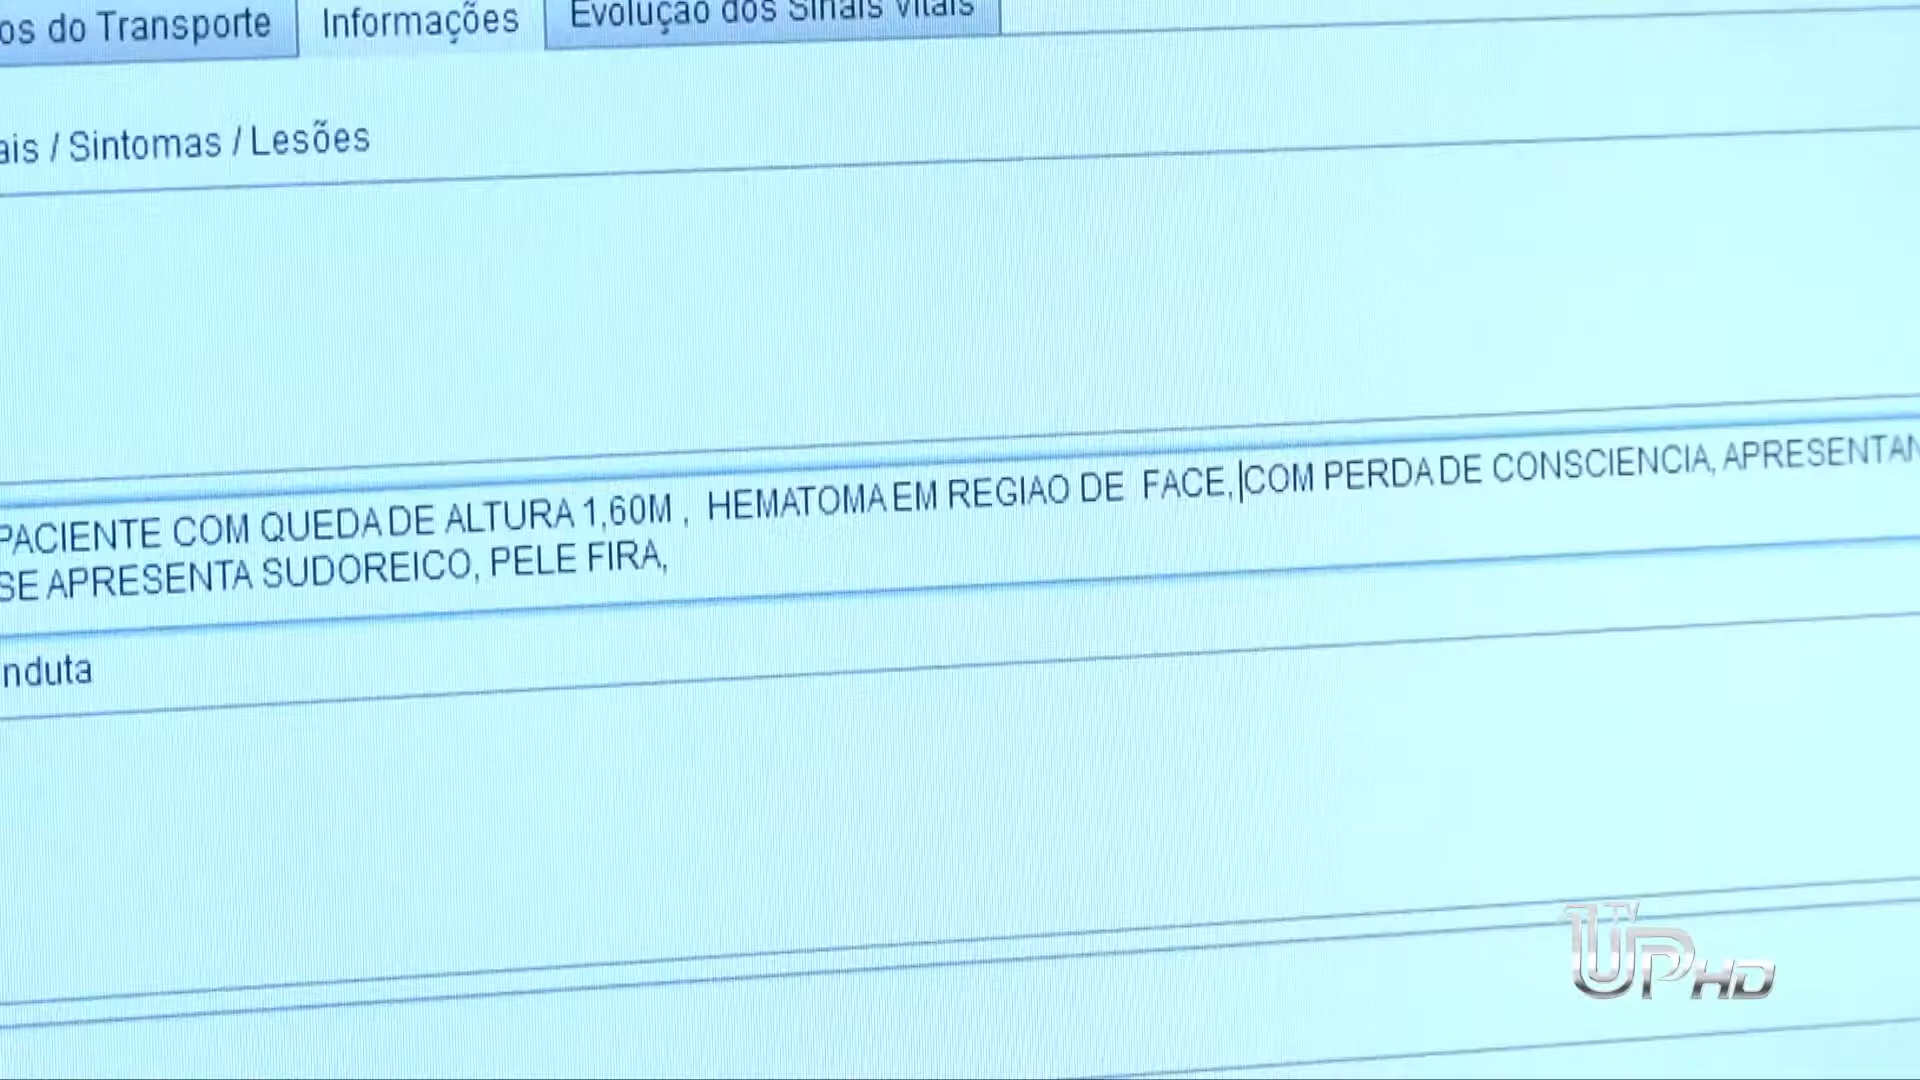 os do Transporte Informações Evolução dos Sinais Vitais
ais / Sintomas / Lesões
PACIENTE COM QUEDA DE ALTURA 1,60M , HEMATOMA EM REGIAO DE FACE, COM PERDA DE CONSCIENCIA, APRESENTAN
SE APRESENTA SUDOREICO, PELE FIRA,
nduta
TV
UP HD